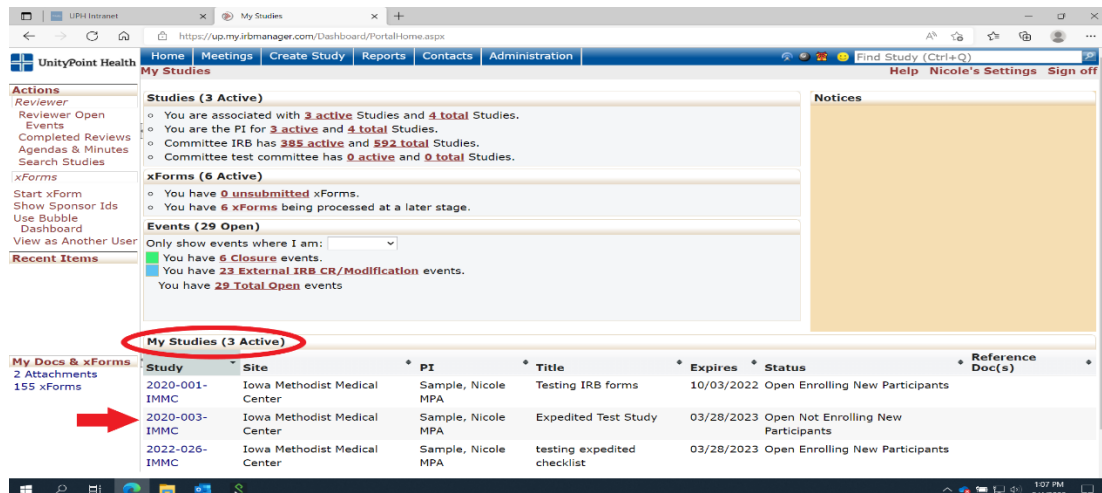 UPH Intranet
My Studies
https://up.my.irbmanager.com/Dashboard/PortalHome.aspx
UnityPoint Health
Home Meetings Create Study Reports Contacts Administration
Find Study (Ctrl+Q)
My Studies
Help Nicole's Settings Sign off
Actions
Reviewer
Reviewer Open
Events
Completed Reviews
Agendas & Minutes
Search Studies
xForms
Start xForm
Show Sponsor Ids
Use Bubble
Dashboard
View as Another User
Recent Items
My Docs & xForms
2 Attachments
155 xForms
Studies (3 Active)
You are associated with 3 active Studies and 4 total Studies.
You are the PI for 3 active and 4 total Studies.
Committee IRB has 385 active and 592 total Studies.
Committee test committee has 0 active and 0 total Studies.
xForms (6 Active)
You have 0 unsubmitted xForms.
You have 6 xForms being processed at a later stage.
Events (29 Open)
Only show events where I am:
You have 6 Closure events.
You have 23 External IRB CR/Modification events.
You have 29 Total Open events
Notices
My Studies (3 Active)
Study Site PI Title Expires Status Reference
Doc(s)
2020-001- Iowa Methodist Medical Sample, Nicole Testing IRB forms 10/03/2022 Open Enrolling New Participants
IMMC Center MPA
2020-003- Iowa Methodist Medical Sample, Nicole Expedited Test Study 03/28/2023 Open Not Enrolling New
IMMC Center MPA Participants
2022-026- Iowa Methodist Medical Sample, Nicole testing expedited 03/28/2023 Open Enrolling New Participants
IMMC Center MPA checklist
1:07 PM